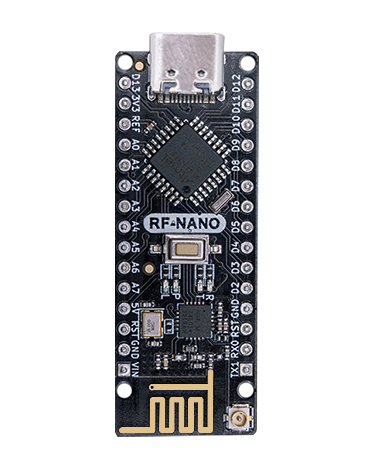 D13 3V3 REF A0 A1 A2 A3 A4 A5 A6 A7 5V RST GND VIN
D12 D11 D10 D9 D8 D7 D6 D5 D4 D3 D2 GND RST RX0 TX1
RF-NANO
L P T R